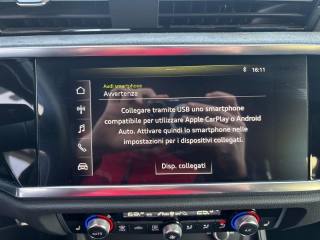 16:11
Audi smartphone
Avvertenze
Collegare tramite USB uno smartphone
compatibile per utilizzare Apple CarPlay o Android
Auto. Attivare quindi lo smartphone nelle
impostazioni per i dispositivi collegati.
Disp. collegati